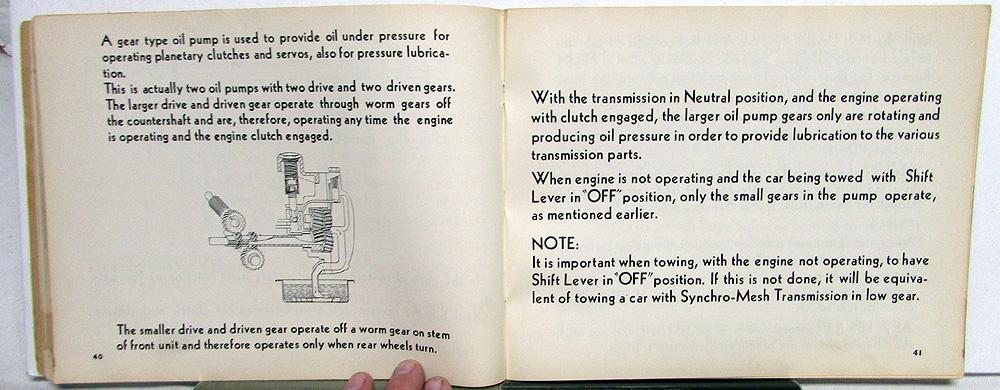 A gear type oil pump is used to provide oil under pressure for
operating planetary clutches and servos, also for pressure lubrica-
tion.
This is actually two oil pumps with two drive and two driven gears.
The larger drive and driven gear operate through worm gears off
the countershaft and are, therefore, operating any time the engine
is operating and the engine clutch engaged.
The smaller drive and driven gear operate off a worm gear on stem
of front unit and therefore operates only when rear wheels turn.
40
With the transmission in Neutral position, and the engine operating
with clutch engaged, the larger oil pump gears only are rotating and
producing oil pressure in order to provide lubrication to the various
transmission parts.
When engine is not operating and the car being towed with Shift
Lever in "OFF" position, only the small gears in the pump operate,
as mentioned earlier.
NOTE:
It is important when towing, with the engine not operating, to have
Shift Lever in "OFF" position. If this is not done, it will be equiva-
lent of towing a car with Synchro-Mesh Transmission in low gear.
41